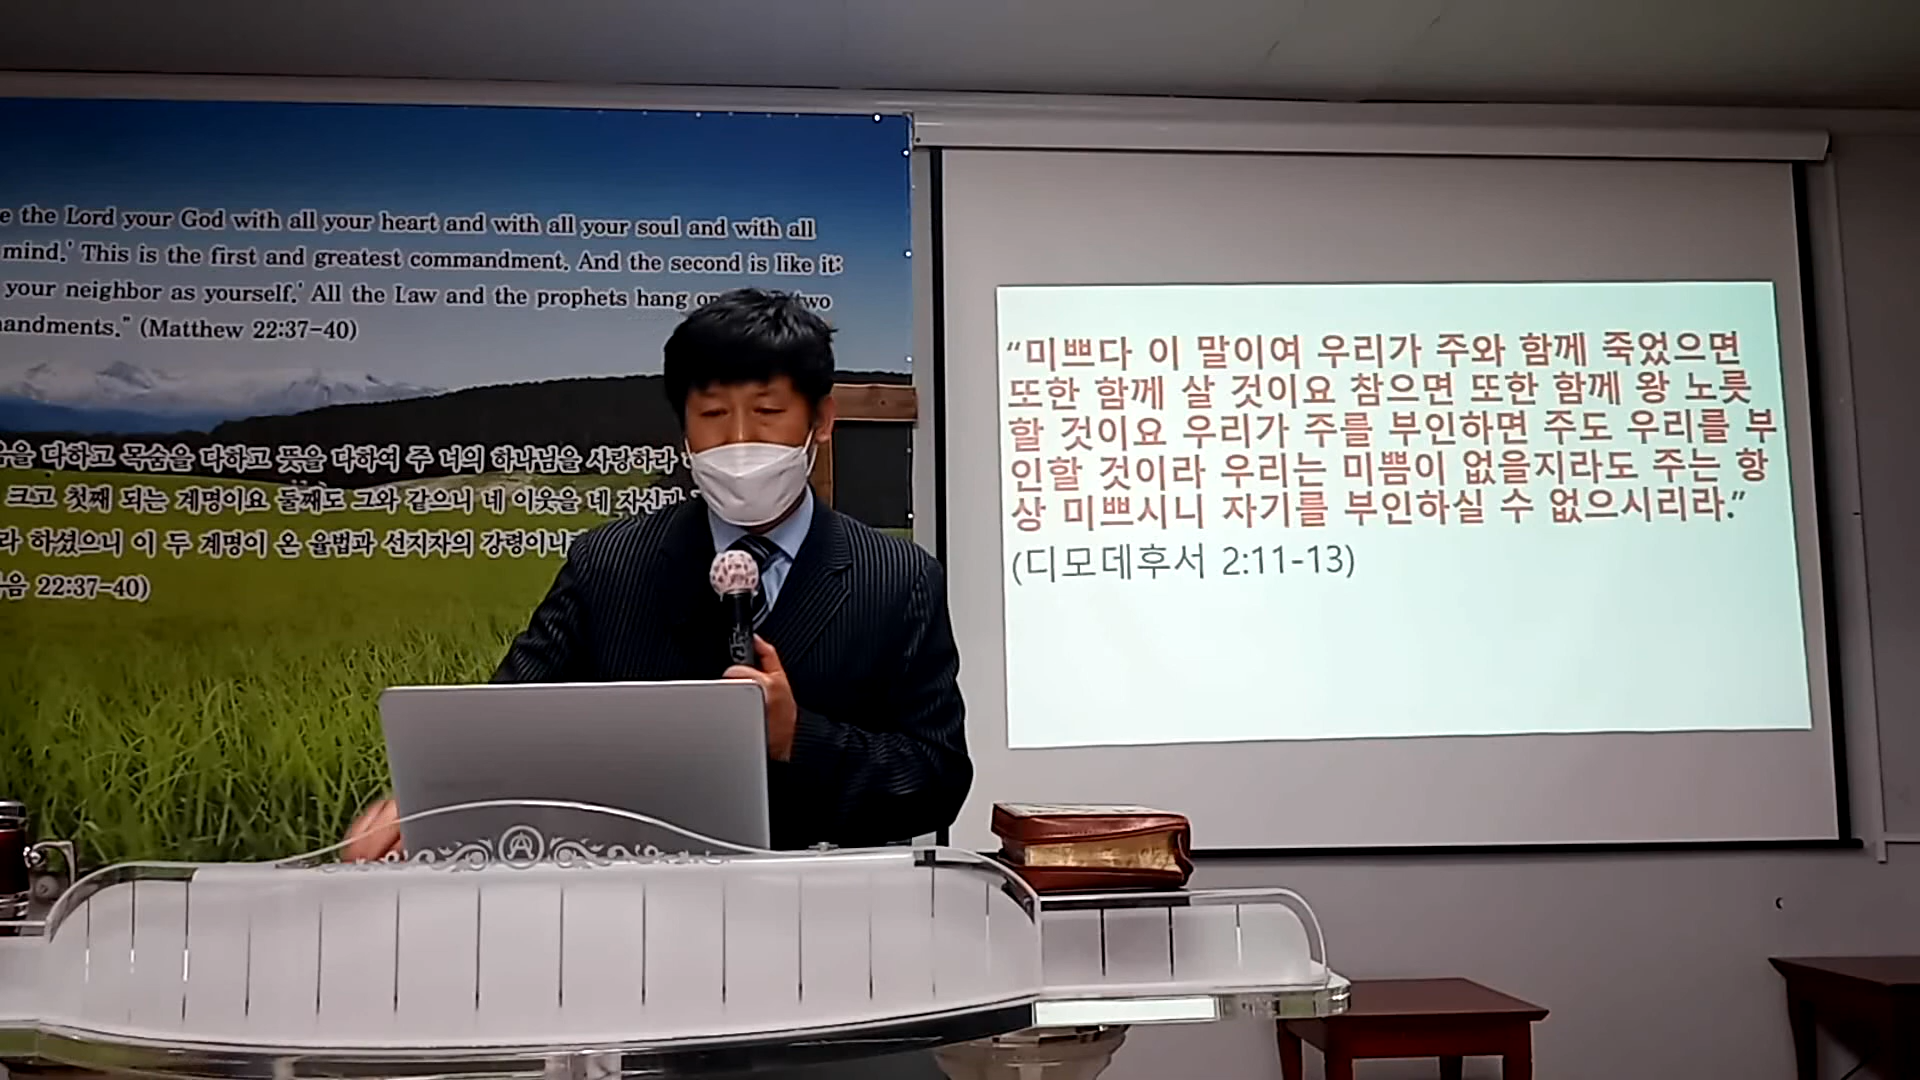 e the Lord your God with all your heart and with all your soul and with all
mind.' This is the first and greatest commandment. And the second is like it:
your neighbor as yourself.' All the Law and the prophets hang on two
andments." (Matthew 22:37-40)
을 다하고 목숨을 다하고 뜻을 다하여 주 너의 하나님을 사랑하라
크고 첫째 되는 계명이요 둘째도 그와 같으니 네 이웃을 네 자신과
라 하셨으니 이 두 계명이 온 율법과 선지자의 강령이니라
음 22:37-40)
“미쁘다 이 말이여 우리가 주와 함께 죽었으면
또한 함께 살 것이요 참으면 또한 함께 왕 노릇
할 것이요 우리가 주를 부인하면 주도 우리를 부
인할 것이라 우리는 미쁨이 없을지라도 주는 항
상 미쁘시니 자기를 부인하실 수 없으시리라.”
(디모데후서 2:11-13)